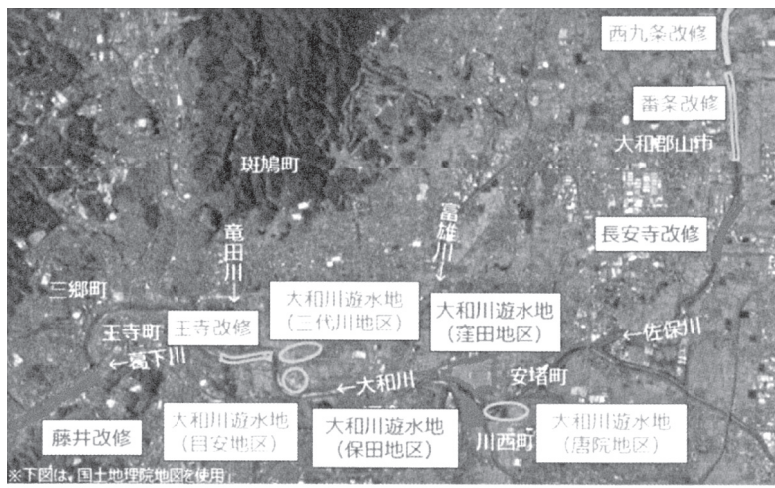 西九条改修
番条改修
大和郡山市
斑鳩町
長安寺改修
富雄川→
竜田川→
三郷町
大和川遊水地
(三代川地区)
大和川遊水地
(窪田地区)
王寺改修
王寺町
←佐保川
←葛下川
←大和川
安堵町
大和川遊水地
(目安地区)
大和川遊水地
(保田地区)
大和川遊水地
(唐院地区)
藤井改修
川西町
※下図は、国土地理院地図を使用